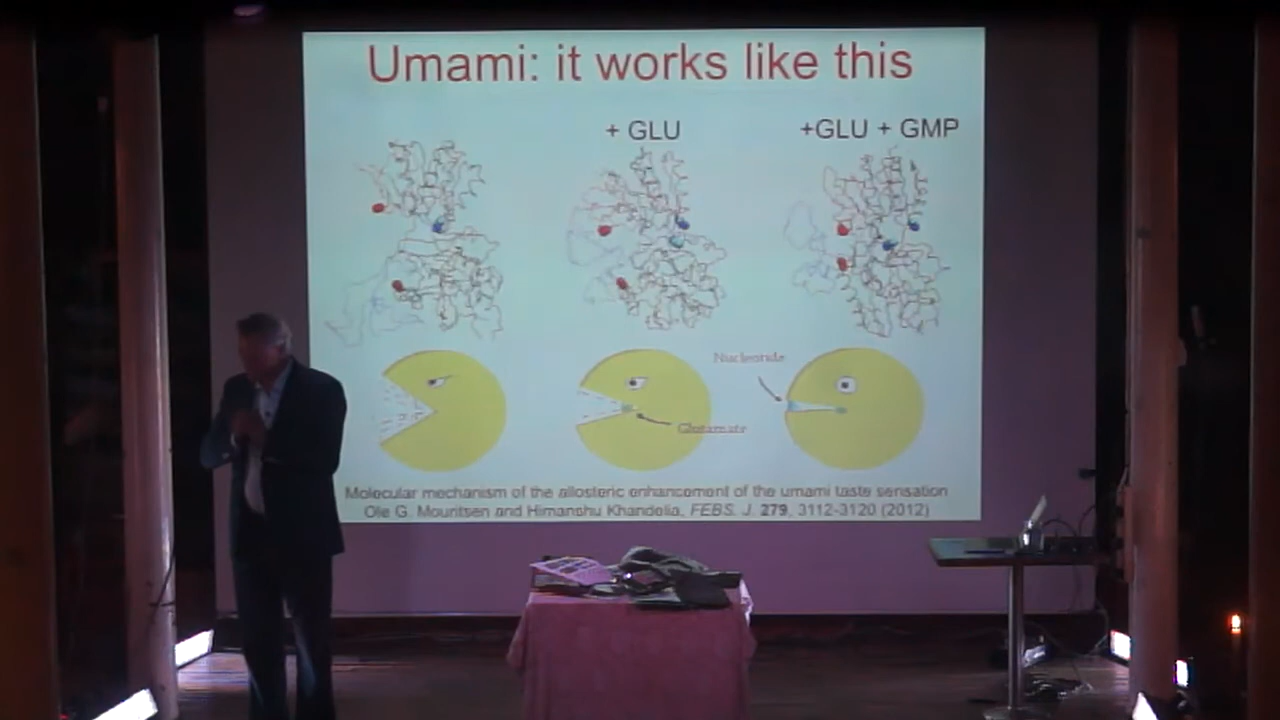 Umami: it works like this
+ GLU
+GLU + GMP
Nucleotide
Glutamate
Molecular mechanism of the allosteric enhancement of the umami taste sensation
Ole G. Mouritsen and Himanshu Khandelia, FEBS. J. 279, 3112-3120 (2012)